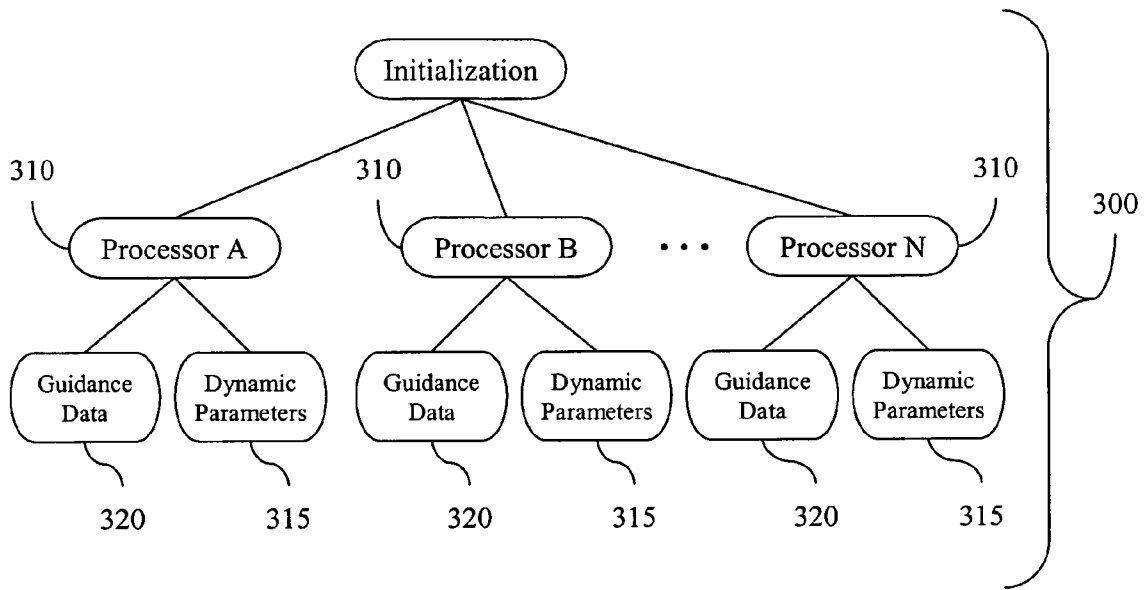 Initialization
310
310
310
300
Processor A
Processor B
• • •
Processor N
Guidance
Data
Dynamic
Parameters
Guidance
Data
Dynamic
Parameters
Guidance
Data
Dynamic
Parameters
320
315
320
315
320
315